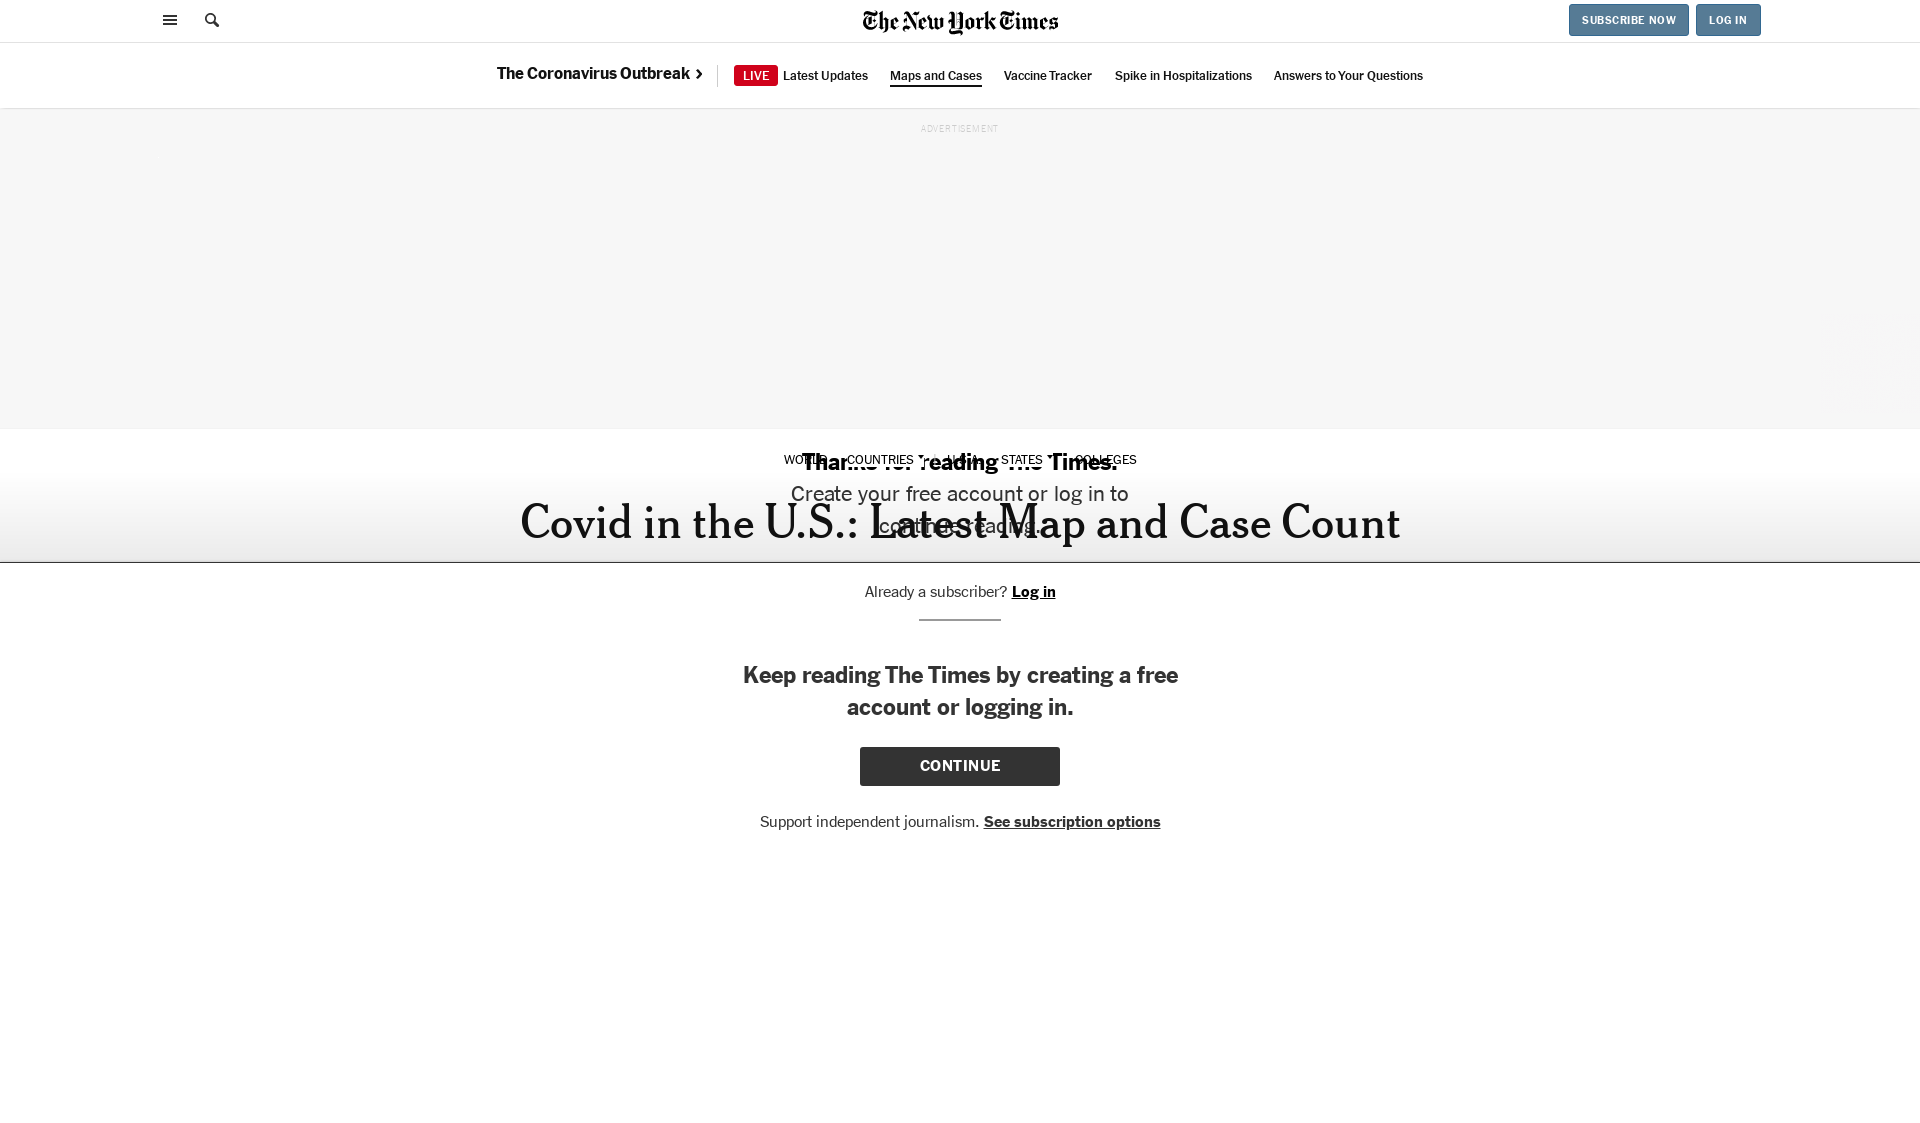 The New York Times
SUBSCRIBE NOW
LOG IN
The Coronavirus Outbreak
LIVE Latest Updates
Maps and Cases
Vaccine Tracker
Spike in Hospitalizations
Answers to Your Questions
ADVERTISEMENT
WORLD COUNTRIES U.S.A. STATES COLLEGES
Thanks for reading The Times.
Create your free account or log in to
continue reading.
Covid in the U.S.: Latest Map and Case Count
Already a subscriber? Log in
Keep reading The Times by creating a free
account or logging in.
CONTINUE
Support independent journalism. See subscription options